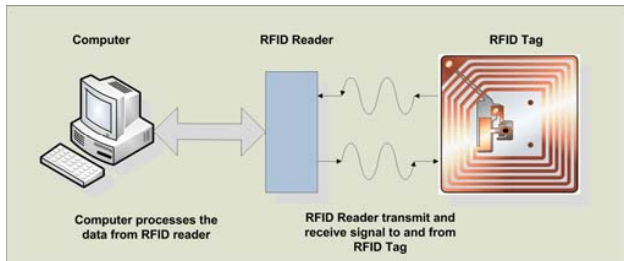 Computer
RFID Reader
RFID Tag
Computer processes the
data from RFID reader
RFID Reader transmit and
receive signal to and from
RFID Tag